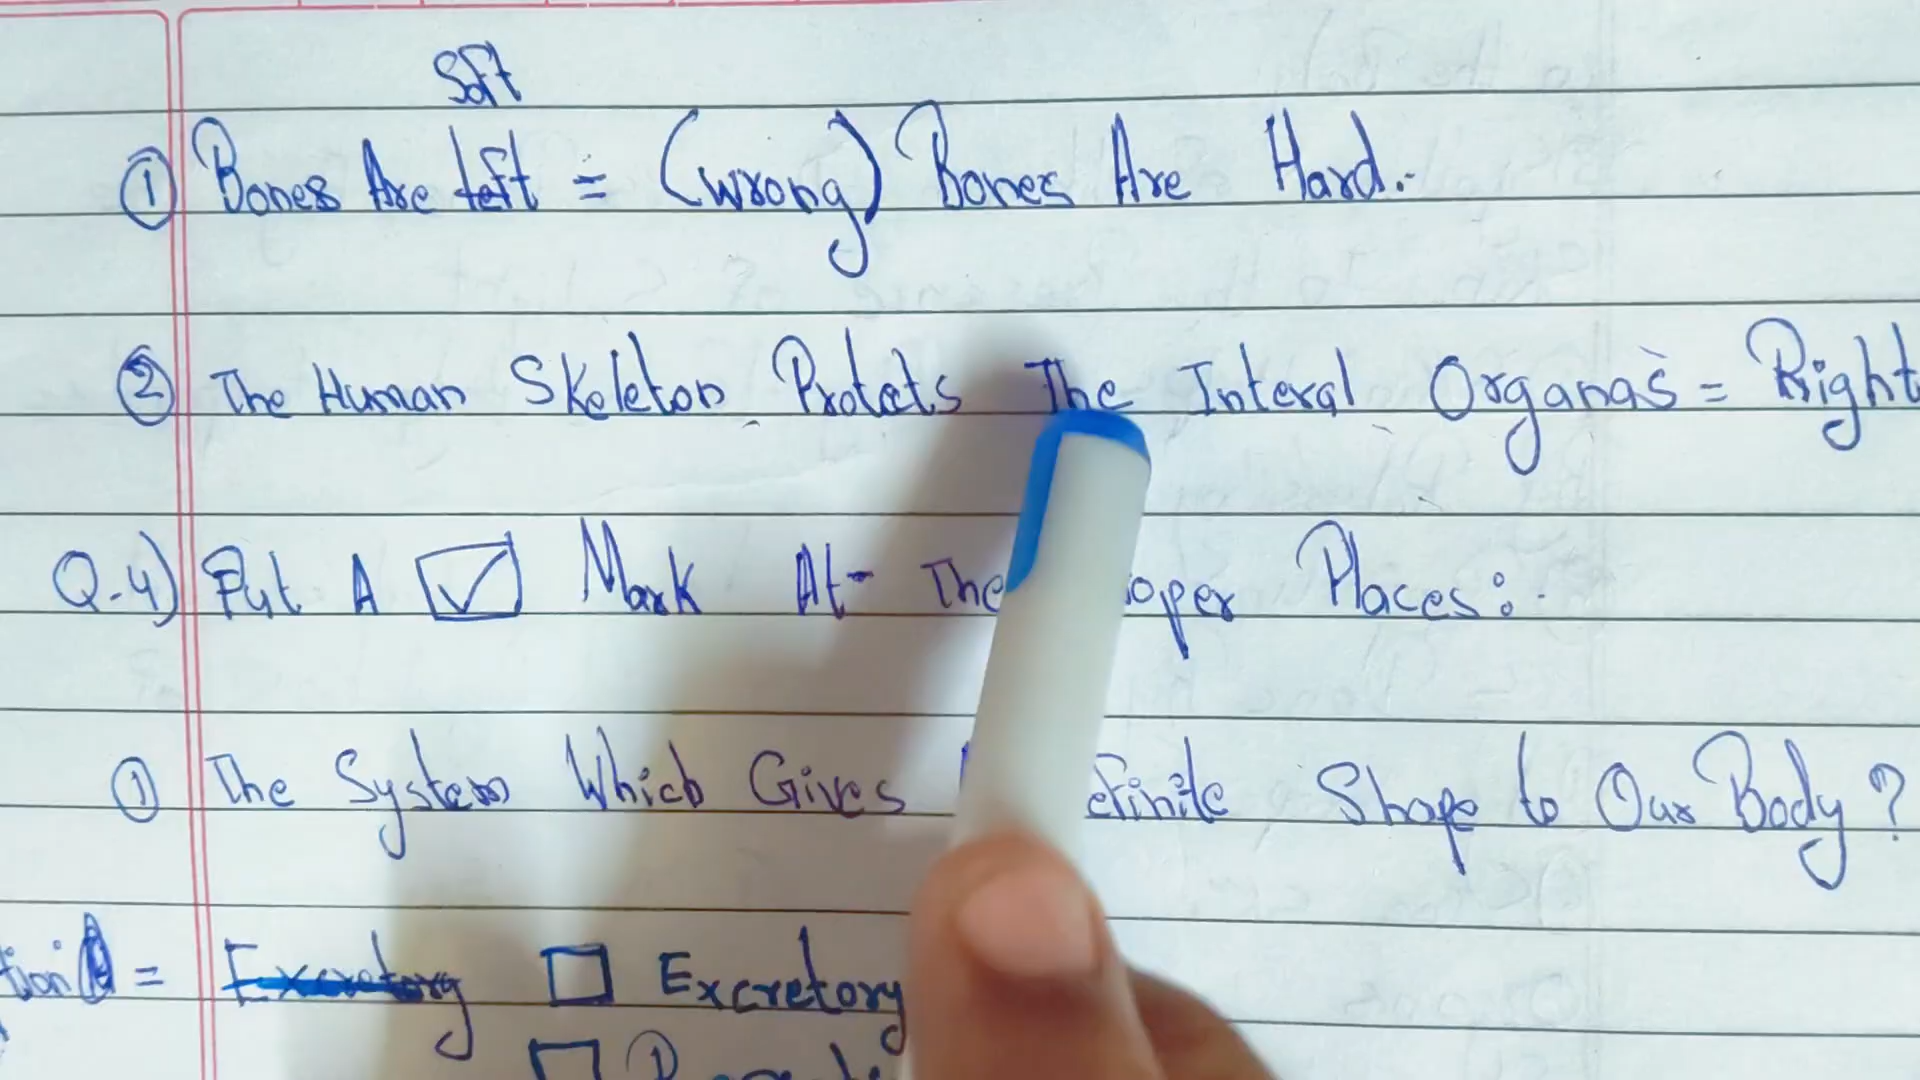 Soft
① Bones Are left = (wrong) Bones Are Hard.
② The Human Skeleton Protects The Interal Organas = Right
Q.4) Put A ☑ Mark At The oper Places:
① The System Which Gives efinite Shape to Our Body?
= Excretory ☐ Excretory